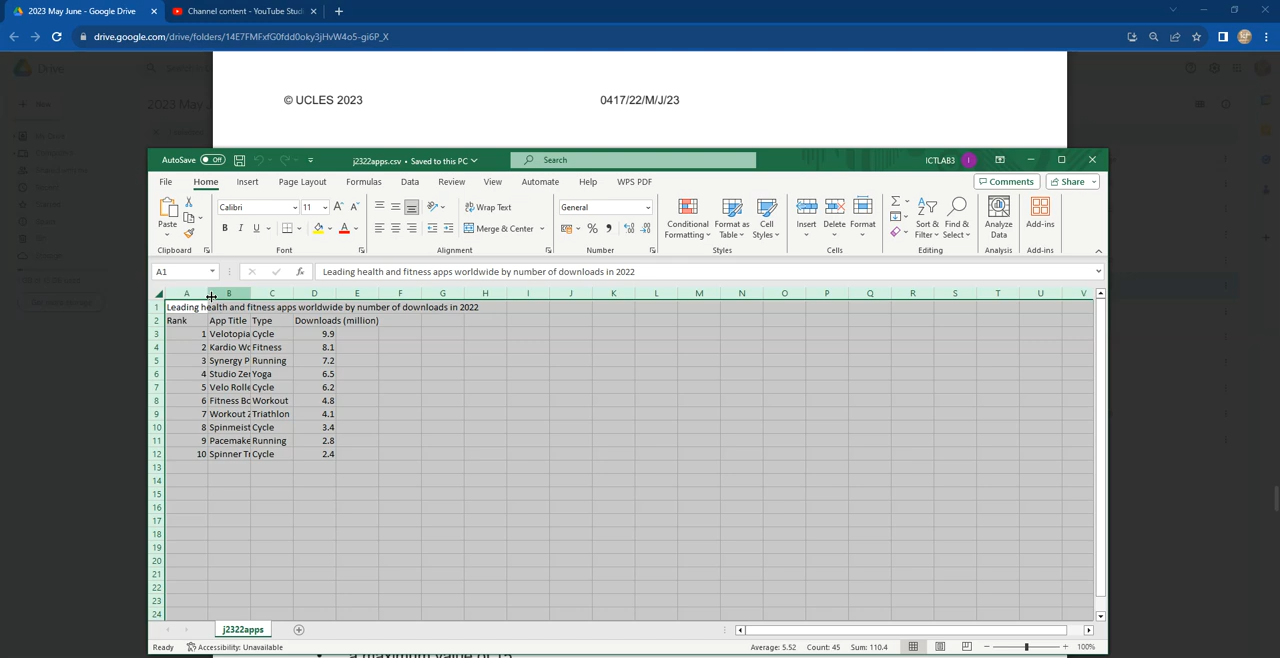 2023 May June - Google Drive
Channel content - YouTube Stud
drive.google.com/drive/folders/14E7FMFxfG0fdd0oky3jHvW4o5-gi6P_X
Drive
© UCLES 2023 0417/22/M/J/23
AutoSave Off j2322apps.csv • Saved to this PC Search ICTLAB3
File Home Insert Page Layout Formulas Data Review View Automate Help WPS PDF Comments Share
Calibri 11 Wrap Text General
Paste B I U Merge & Center Conditional Formatting Format as Table Cell Styles Insert Delete Format Sort & Filter Find & Select Analyze Data Add-ins
Clipboard Font Alignment Number Styles Cells Editing Analysis Add-ins
A1 fx Leading health and fitness apps worldwide by number of downloads in 2022
A B C D E F G H I J K L M N O P Q R S T U V
1 Leading health and fitness apps worldwide by number of downloads in 2022
2 Rank App Title Type Downloads (million)
3 1 Velotopia Cycle 9.9
4 2 Kardio Wo Fitness 8.1
5 3 Synergy P Running 7.2
6 4 Studio Zen Yoga 6.5
7 5 Velo Rolle Cycle 6.2
8 6 Fitness Bo Workout 4.8
9 7 Workout Z Triathlon 4.1
10 8 Spinmeist Cycle 3.4
11 9 Pacemake Running 2.8
12 10 Spinner Tr Cycle 2.4
13
14
15
16
17
18
19
20
21
22
23
24
j2322apps
Ready Accessibility: Unavailable Average: 5.52 Count: 45 Sum: 110.4 100%
a maximum value of 15